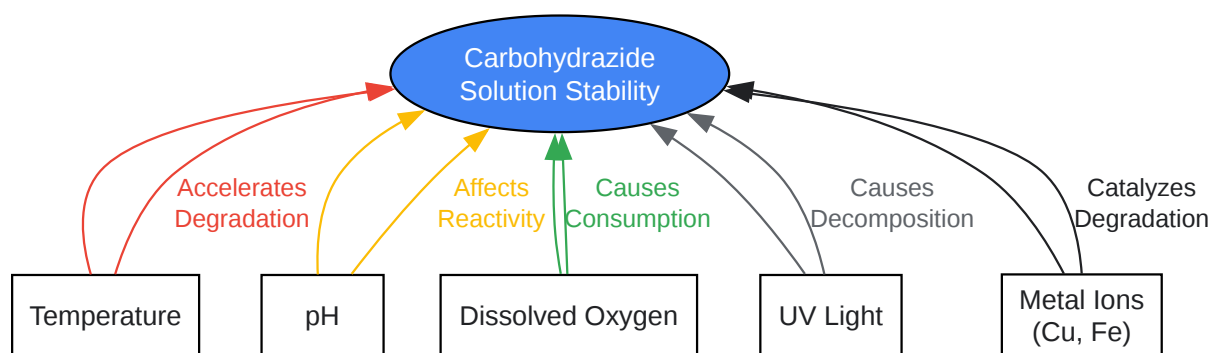 Carbohydrazide
Solution Stability
Accelerates
Degradation
Affects
Reactivity
Causes
Consumption
Causes
Decomposition
Catalyzes
Degradation
Temperature
pH
Dissolved Oxygen
UV Light
Metal Ions
(Cu, Fe)